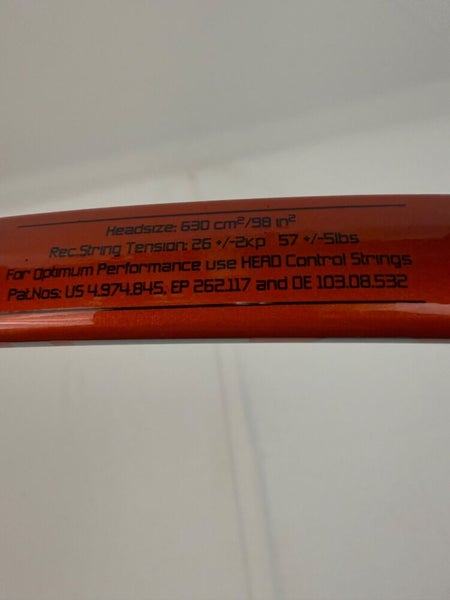 Headsize: 630 cm²/98 in²
Rec.String Tension: 26 +/-2kp 57 +/-5lbs
For Optimum Performance use HEAD Control Strings
Pat.Nos: US 4.974.845, EP 262.117 and DE 103.08.532